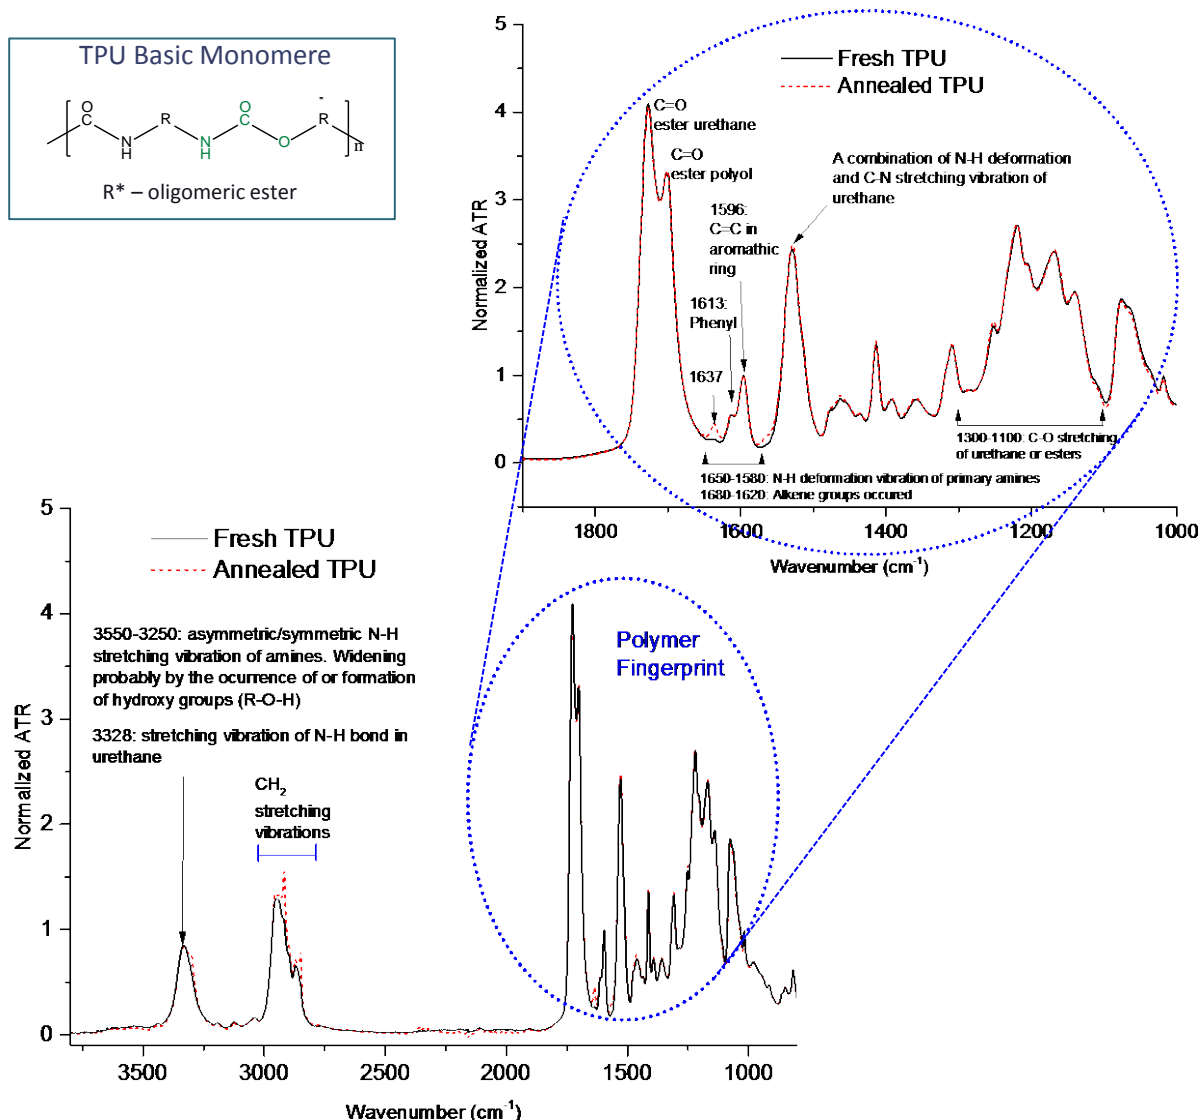 TPU Basic Monomere
O
O
R
R
N
H
N
H
O
n
R* – oligomeric ester
Fresh TPU
Annealed TPU
C=O
ester urethane
C=O
ester polyol
A combination of N-H deformation
and C-N stretching vibration of
urethane
1596:
C=C in
aromathic
ring
1613:
Phenyl
1637
1300-1100: C-O stretching
of urethane or esters
1650-1580: N-H deformation vibration of primary amines
1680-1620: Alkene groups occured
Normalized ATR
5
4
3
2
1
0
1800 1600 1400 1200 1000
Wavenumber (cm⁻¹)
Fresh TPU
Annealed TPU
3550-3250: asymmetric/symmetric N-H
stretching vibration of amines. Widening
probably by the ocurrence of or formation
of hydroxy groups (R-O-H)
3328: stretching vibration of N-H bond in
urethane
CH₂
stretching
vibrations
Polymer
Fingerprint
Normalized ATR
5
4
3
2
1
0
3500 3000 2500 2000 1500 1000
Wavenumber (cm⁻¹)